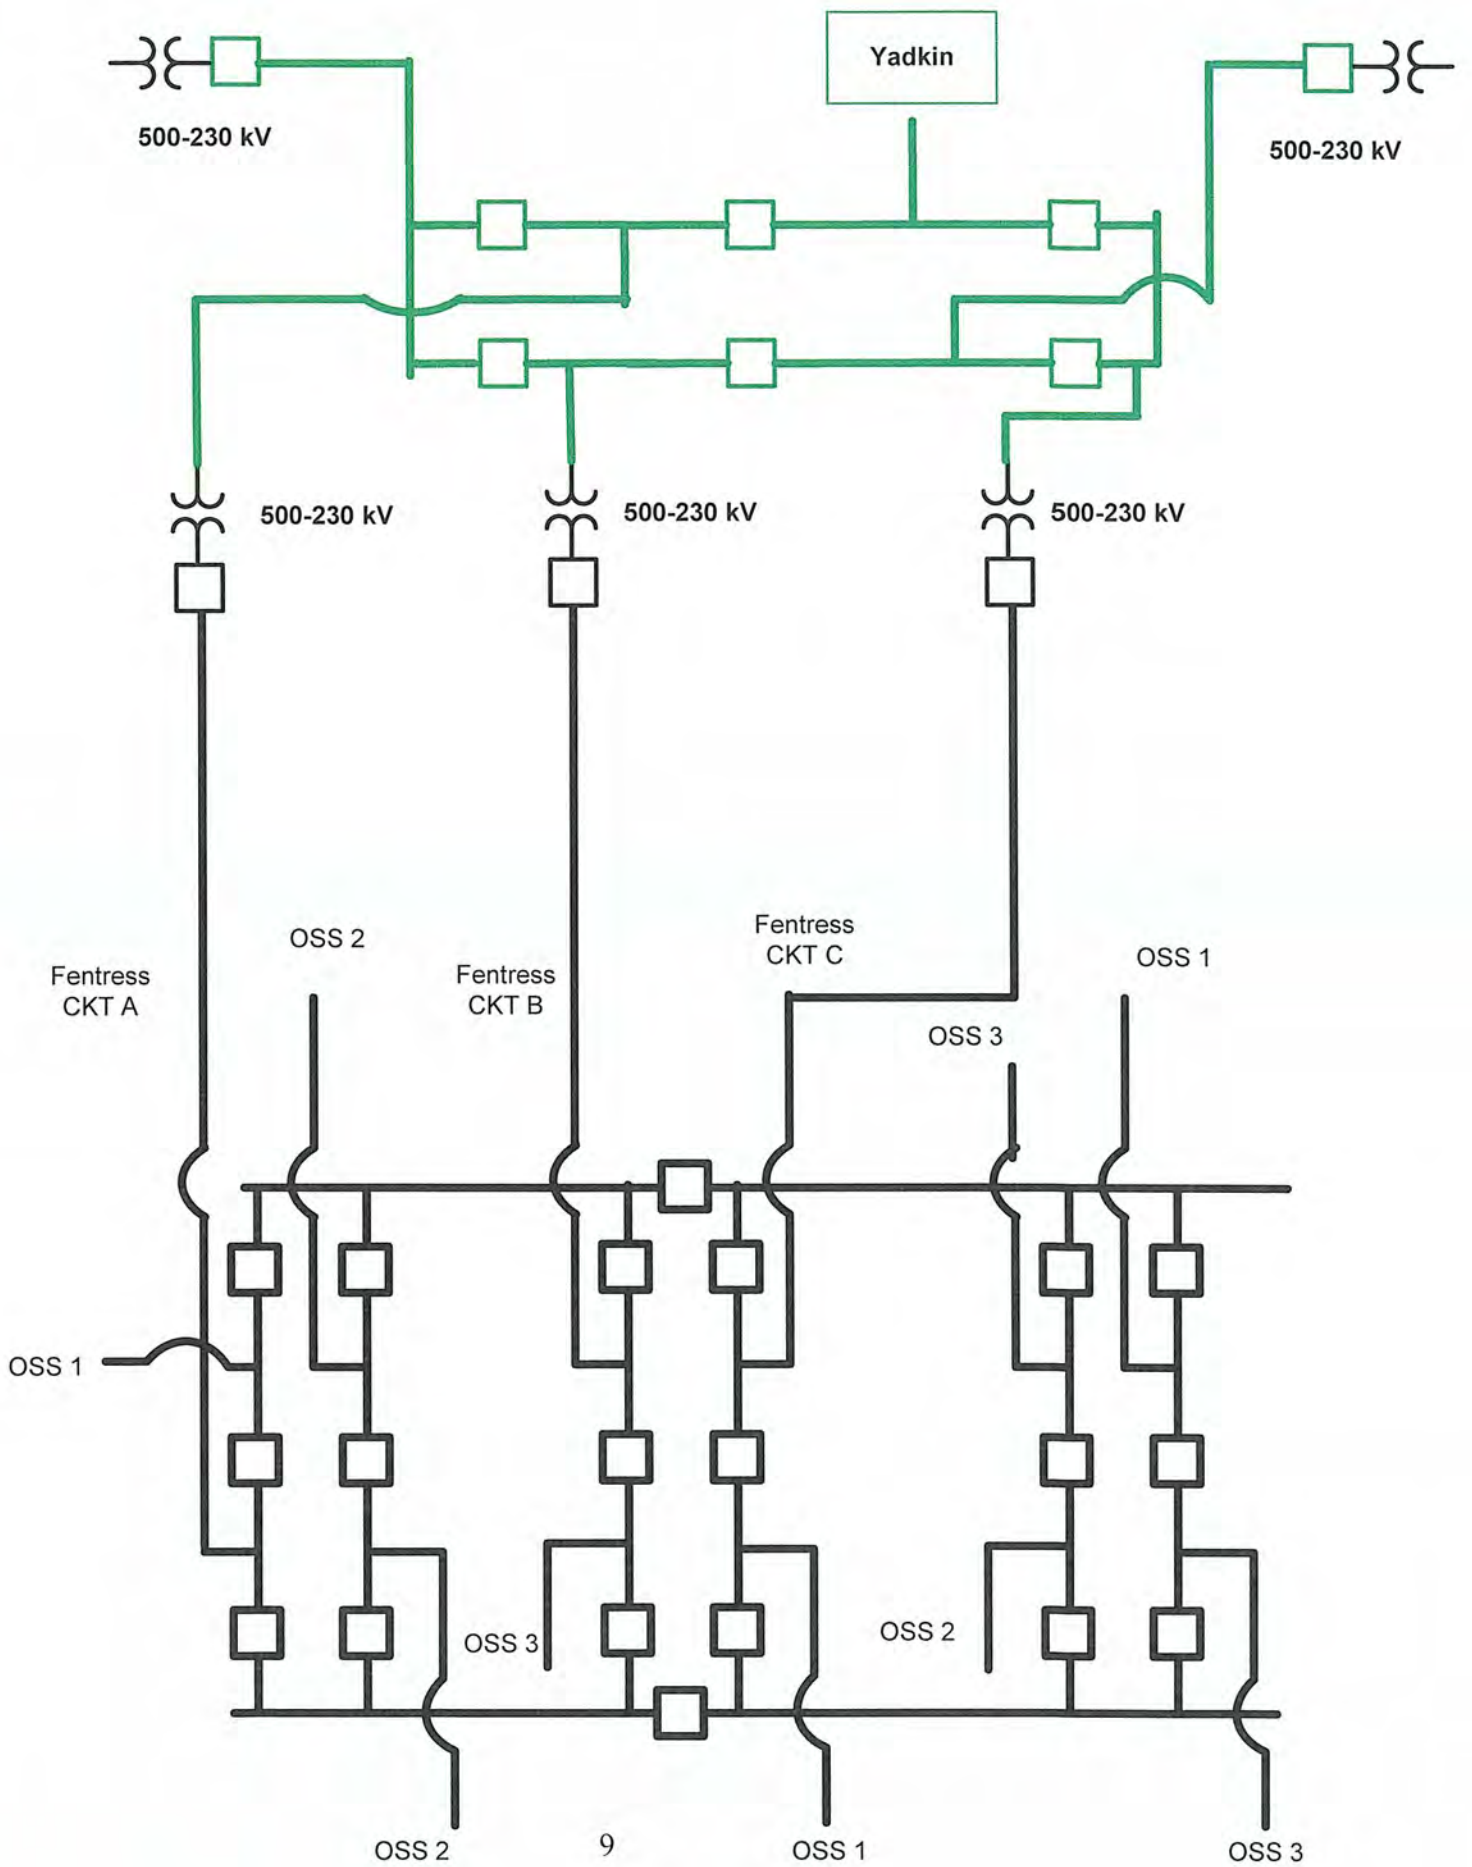 Yadkin
500-230 kV
500-230 kV
500-230 kV
500-230 kV
500-230 kV
Fentress
CKT A
OSS 2
Fentress
CKT B
Fentress
CKT C
OSS 3
OSS 1
OSS 1
OSS 3
OSS 2
OSS 2
9
OSS 1
OSS 3